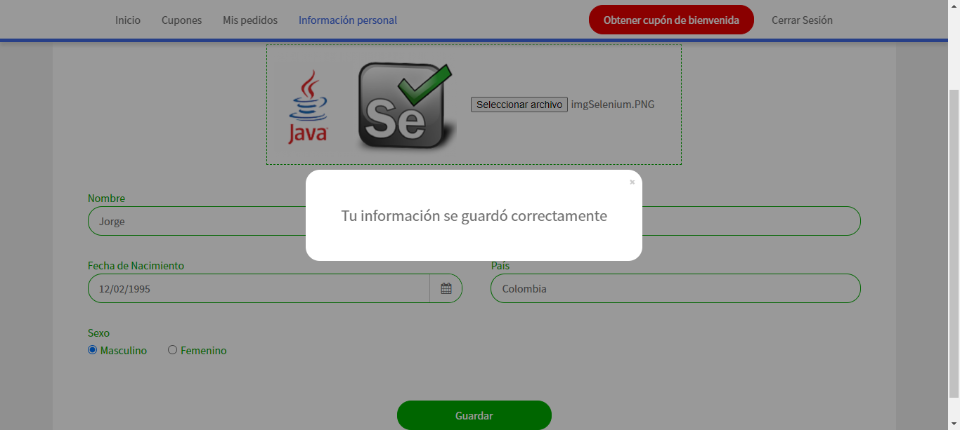 Inicio Cupones Mis pedidos Información personal Obtener cupón de bienvenida Cerrar Sesión
Java
Se
Seleccionar archivo imgSelenium.PNG
×
Tu información se guardó correctamente
Nombre
Jorge
Fecha de Nacimiento País
12/02/1995 Colombia
Sexo
Masculino Femenino
Guardar